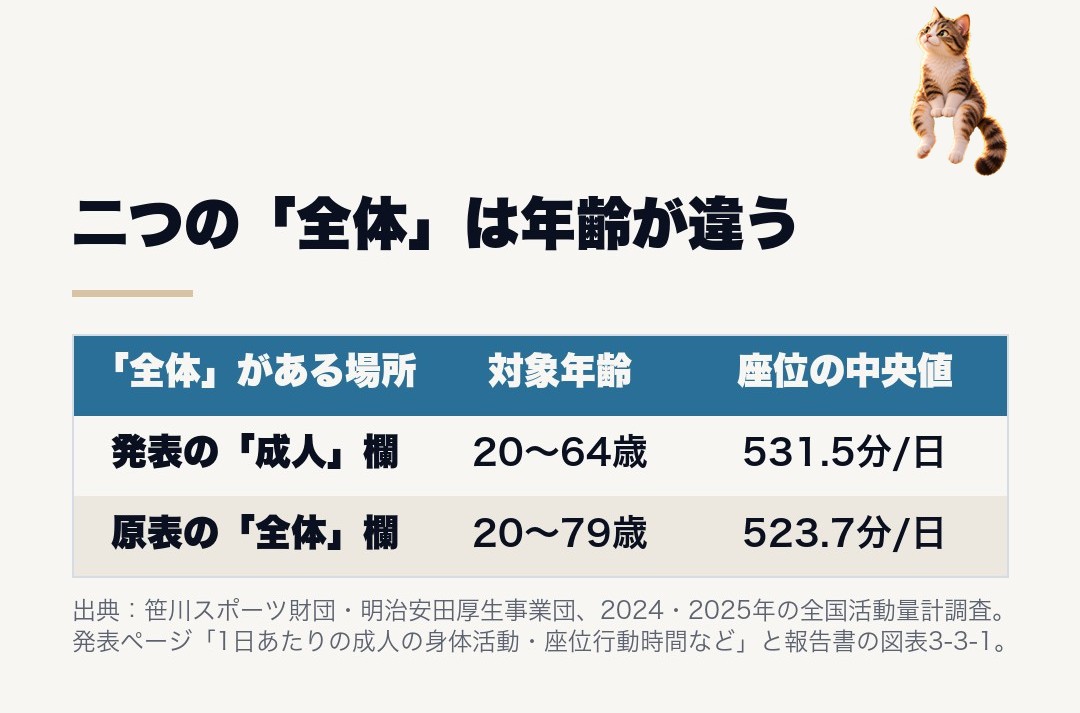 二つの「全体」は年齢が違う
「全体」がある場所 対象年齢 座位の中央値
発表の「成人」欄 20〜64歳 531.5分/日
原表の「全体」欄 20〜79歳 523.7分/日
出典：笹川スポーツ財団・明治安田厚生事業団、2024・2025年の全国活動量計調査。
発表ページ「1日あたりの成人の身体活動・座位行動時間など」と報告書の図表3-3-1。